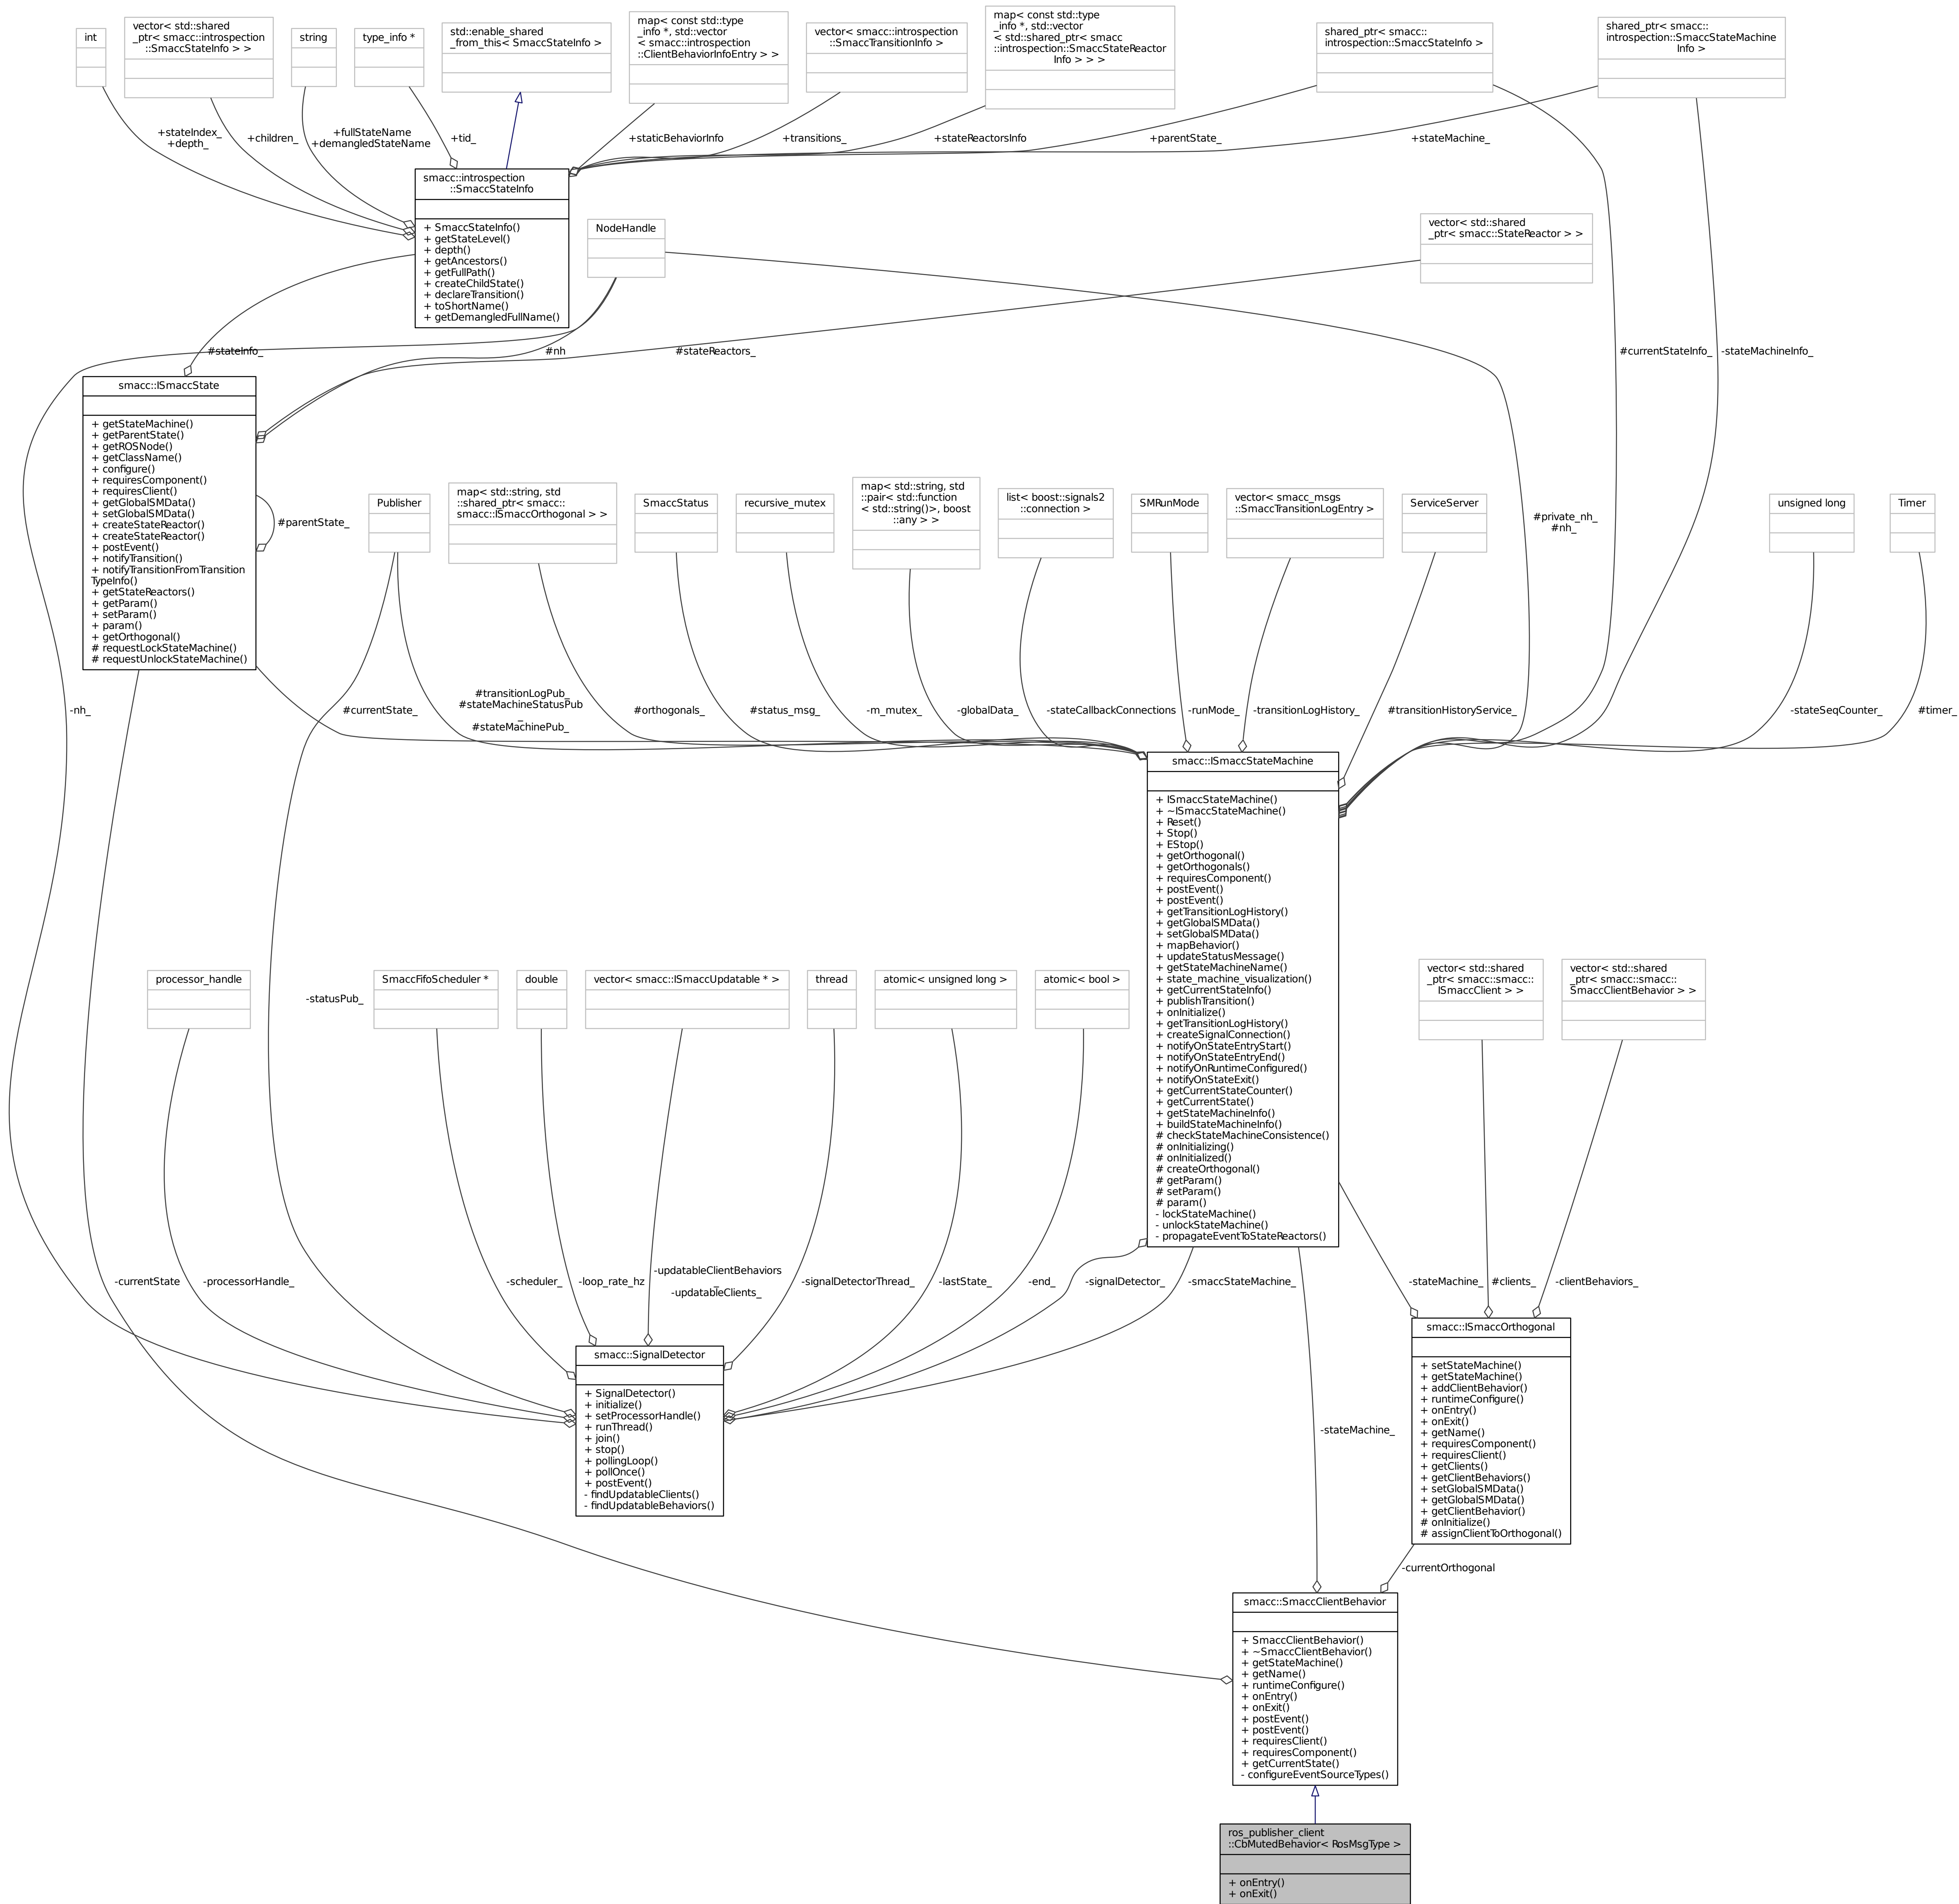 int
vector< std::shared
_ptr< smacc::introspection
::SmaccStateInfo > >
string
type_info *
std::enable_shared
_from_this< SmaccStateInfo >
map< const std::type
_info *, std::vector
< smacc::introspection
::ClientBehaviorInfoEntry > >
vector< smacc::introspection
::SmaccTransitionInfo >
map< const std::type
_info *, std::vector
< std::shared_ptr< smacc
::introspection::SmaccStateReactor
Info > > >
shared_ptr< smacc::
introspection::SmaccStateInfo >
shared_ptr< smacc::
introspection::SmaccStateMachine
Info >
+stateIndex_
+depth_
+children_
+fullStateName
+demangledStateName
+tid_
+staticBehaviorInfo
+transitions_
+stateReactorsInfo
+parentState_
+stateMachine_
smacc::introspection
::SmaccStateInfo
+ SmaccStateInfo()
+ getStateLevel()
+ depth()
+ getAncestors()
+ getFullPath()
+ createChildState()
+ declareTransition()
+ toShortName()
+ getDemangledFullName()
NodeHandle
vector< std::shared
_ptr< smacc::StateReactor > >
#stateInfo_
#nh
#stateReactors_
#currentStateInfo_
-stateMachineInfo_
smacc::ISmaccState
+ getStateMachine()
+ getParentState()
+ getROSNode()
+ getClassName()
+ configure()
+ requiresComponent()
+ requiresClient()
+ getGlobalSMData()
+ setGlobalSMData()
+ createStateReactor()
+ createStateReactor()
+ postEvent()
+ notifyTransition()
+ notifyTransitionFromTransition
TypeInfo()
+ getStateReactors()
+ getParam()
+ setParam()
+ param()
+ getOrthogonal()
# requestLockStateMachine()
# requestUnlockStateMachine()
#parentState_
Publisher
map< std::string, std
::shared_ptr< smacc::
smacc::ISmaccOrthogonal > >
SmaccStatus
recursive_mutex
map< std::string, std
::pair< std::function
< std::string()>, boost
::any > >
list< boost::signals2
::connection >
SMRunMode
vector< smacc_msgs
::SmaccTransitionLogEntry >
ServiceServer
#private_nh_
#nh_
unsigned long
Timer
-nh_
#currentState_
#transitionLogPub_
#stateMachineStatusPub
_
#stateMachinePub_
#orthogonals_
#status_msg_
-m_mutex_
-globalData_
-stateCallbackConnections
-runMode_
-transitionLogHistory_
#transitionHistoryService_
-stateSeqCounter_
#timer_
smacc::ISmaccStateMachine
+ ISmaccStateMachine()
+ ~ISmaccStateMachine()
+ Reset()
+ Stop()
+ EStop()
+ getOrthogonal()
+ getOrthogonals()
+ requiresComponent()
+ postEvent()
+ postEvent()
+ getTransitionLogHistory()
+ getGlobalSMData()
+ setGlobalSMData()
+ mapBehavior()
+ updateStatusMessage()
+ getStateMachineName()
+ state_machine_visualization()
+ getCurrentStateInfo()
+ publishTransition()
+ onInitialize()
+ getTransitionLogHistory()
+ createSignalConnection()
+ notifyOnStateEntryStart()
+ notifyOnStateEntryEnd()
+ notifyOnRuntimeConfigured()
+ notifyOnStateExit()
+ getCurrentStateCounter()
+ getCurrentState()
+ getStateMachineInfo()
+ buildStateMachineInfo()
# checkStateMachineConsistence()
# onInitializing()
# onInitialized()
# createOrthogonal()
# getParam()
# setParam()
# param()
- lockStateMachine()
- unlockStateMachine()
- propagateEventToStateReactors()
processor_handle
-statusPub_
SmaccFifoScheduler *
double
vector< smacc::ISmaccUpdatable * >
thread
atomic< unsigned long >
atomic< bool >
vector< std::shared
_ptr< smacc::smacc::
ISmaccClient > >
vector< std::shared
_ptr< smacc::smacc::
SmaccClientBehavior > >
-currentState
-processorHandle_
-scheduler_
-loop_rate_hz
-updatableClientBehaviors
_
-updatableClients_
-signalDetectorThread_
-lastState_
-end_
-signalDetector_
-smaccStateMachine_
-stateMachine_
#clients_
-clientBehaviors_
smacc::SignalDetector
+ SignalDetector()
+ initialize()
+ setProcessorHandle()
+ runThread()
+ join()
+ stop()
+ pollingLoop()
+ pollOnce()
+ postEvent()
- findUpdatableClients()
- findUpdatableBehaviors()
-stateMachine_
smacc::ISmaccOrthogonal
+ setStateMachine()
+ getStateMachine()
+ addClientBehavior()
+ runtimeConfigure()
+ onEntry()
+ onExit()
+ getName()
+ requiresComponent()
+ requiresClient()
+ getClients()
+ getClientBehaviors()
+ setGlobalSMData()
+ getGlobalSMData()
+ getClientBehavior()
# onInitialize()
# assignClientToOrthogonal()
-currentOrthogonal
smacc::SmaccClientBehavior
+ SmaccClientBehavior()
+ ~SmaccClientBehavior()
+ getStateMachine()
+ getName()
+ runtimeConfigure()
+ onEntry()
+ onExit()
+ postEvent()
+ postEvent()
+ requiresClient()
+ requiresComponent()
+ getCurrentState()
- configureEventSourceTypes()
ros_publisher_client
::CbMutedBehavior< RosMsgType >
+ onEntry()
+ onExit()